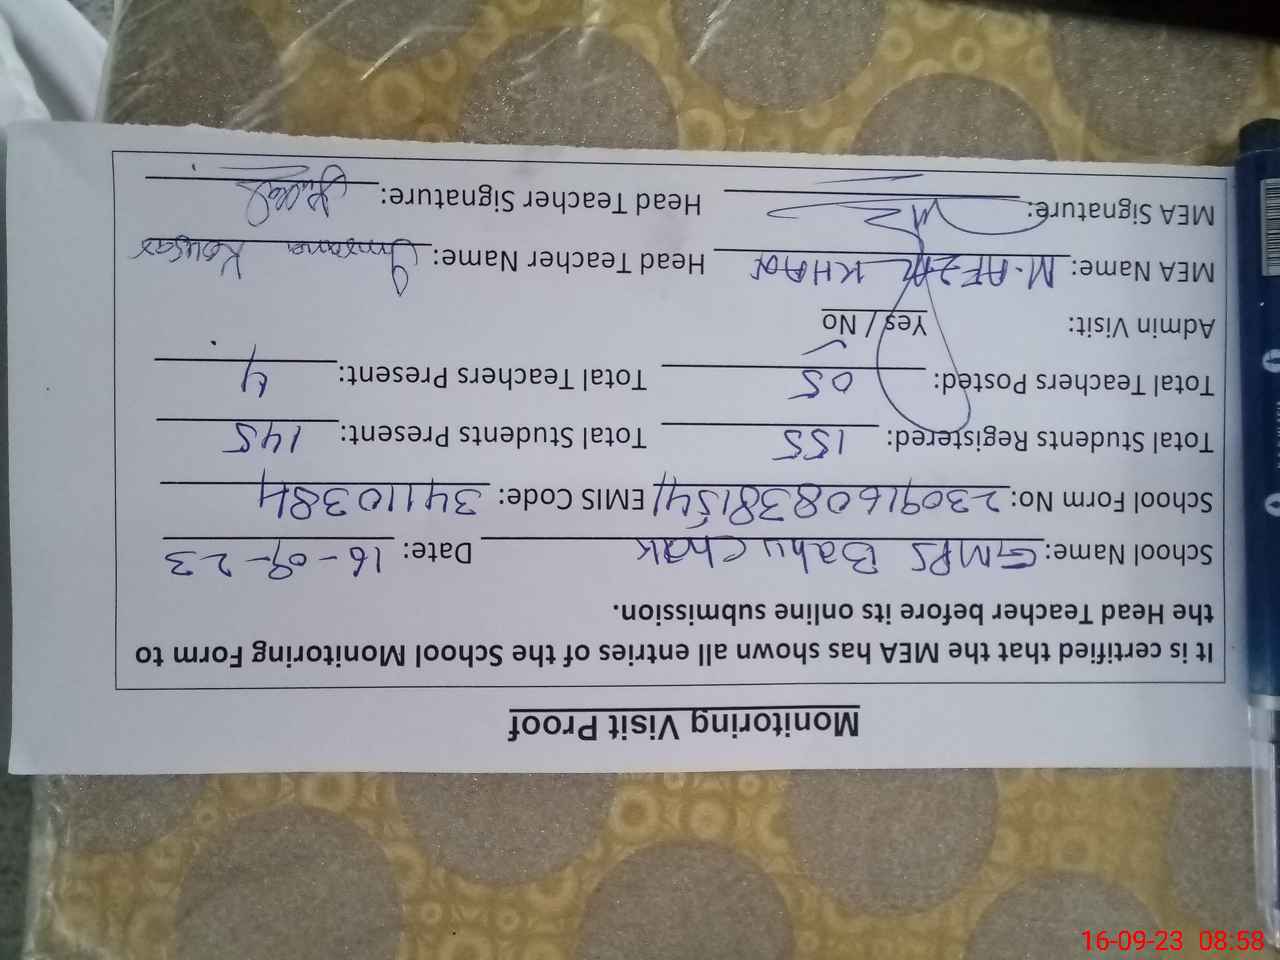 Monitoring Visit Proof
It is certified that the MEA has shown all entries of the School Monitoring Form to
the Head Teacher before its online submission.
School Name: GMPS Bahu Chak Date: 16-09-23
School Form No: 2309160838154 EMIS Code: 34110384
Total Students Registered: 155 Total Students Present: 145
Total Teachers Posted: 05 Total Teachers Present: 4
Admin Visit: Yes / No
MEA Name: M. AFZAL KHAN Head Teacher Name: Imrana Kousar
MEA Signature: Head Teacher Signature:
16-09-23 08:58